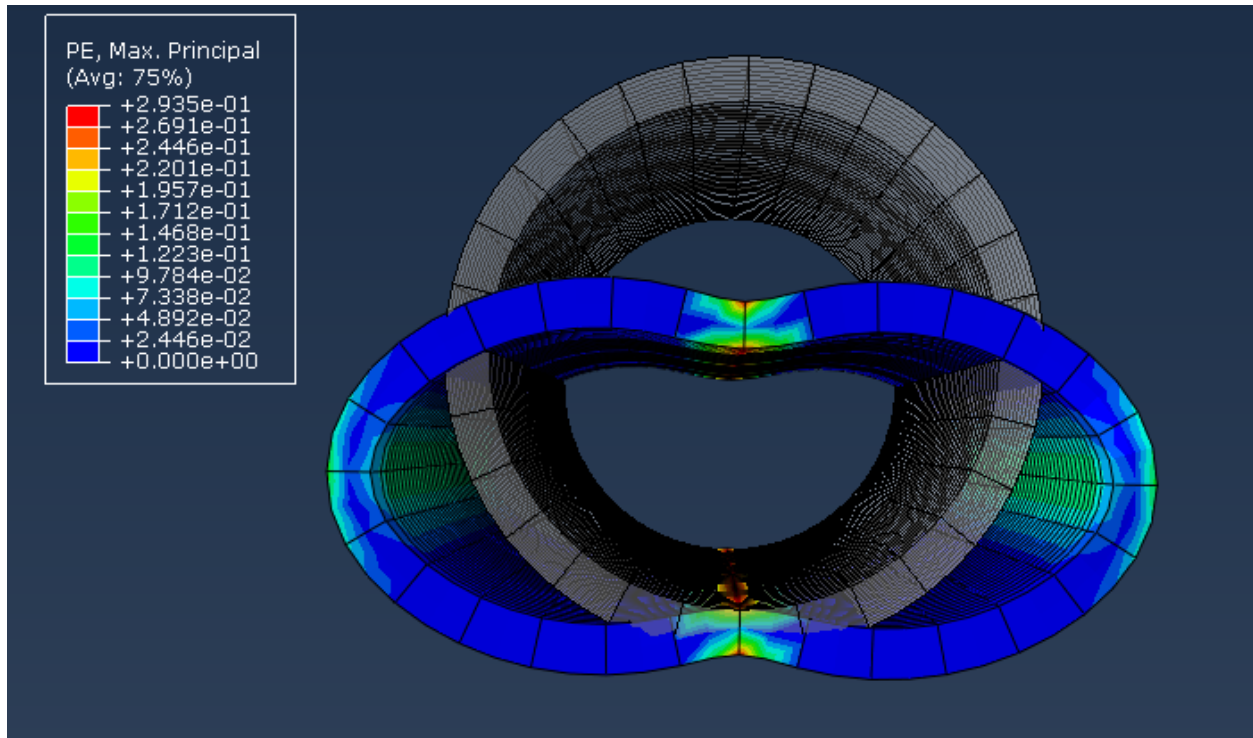 PE, Max. Principal
(Avg: 75%)
+2.935e-01
+2.691e-01
+2.446e-01
+2.201e-01
+1.957e-01
+1.712e-01
+1.468e-01
+1.223e-01
+9.784e-02
+7.338e-02
+4.892e-02
+2.446e-02
+0.000e+00